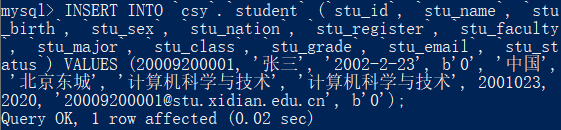 mysql> INSERT INTO `csy`.`student` (`stu_id`, `stu_name`, `stu
_birth`, `stu_sex`, `stu_nation`, `stu_register`, `stu_faculty
`, `stu_major`, `stu_class`, `stu_grade`, `stu_email`, `stu_st
atus`) VALUES (20009200001, '张三', '2002-2-23', b'0', '中国',
'北京东城', '计算机科学与技术', '计算机科学与技术', 2001023,
2020, '20009200001@stu.xidian.edu.cn', b'0');
Query OK, 1 row affected (0.02 sec)